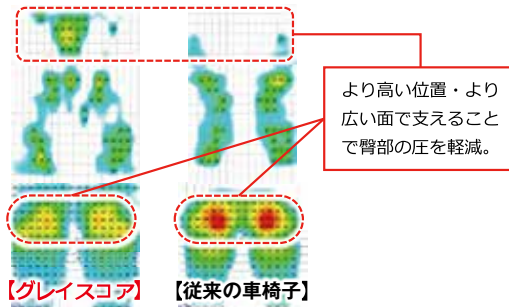 より高い位置・より
広い面で支えること
で臀部の圧を軽減。
【グレイスコア】
【従来の車椅子】